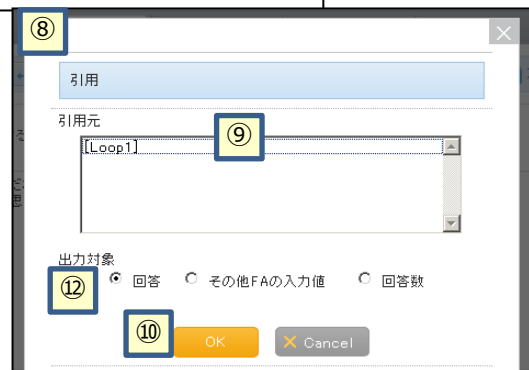 ⑧
引用
引用元
⑨
[Loop1]
出力対象
⑫ 回答 その他FAの入力値 回答数
⑩ OK × Cancel